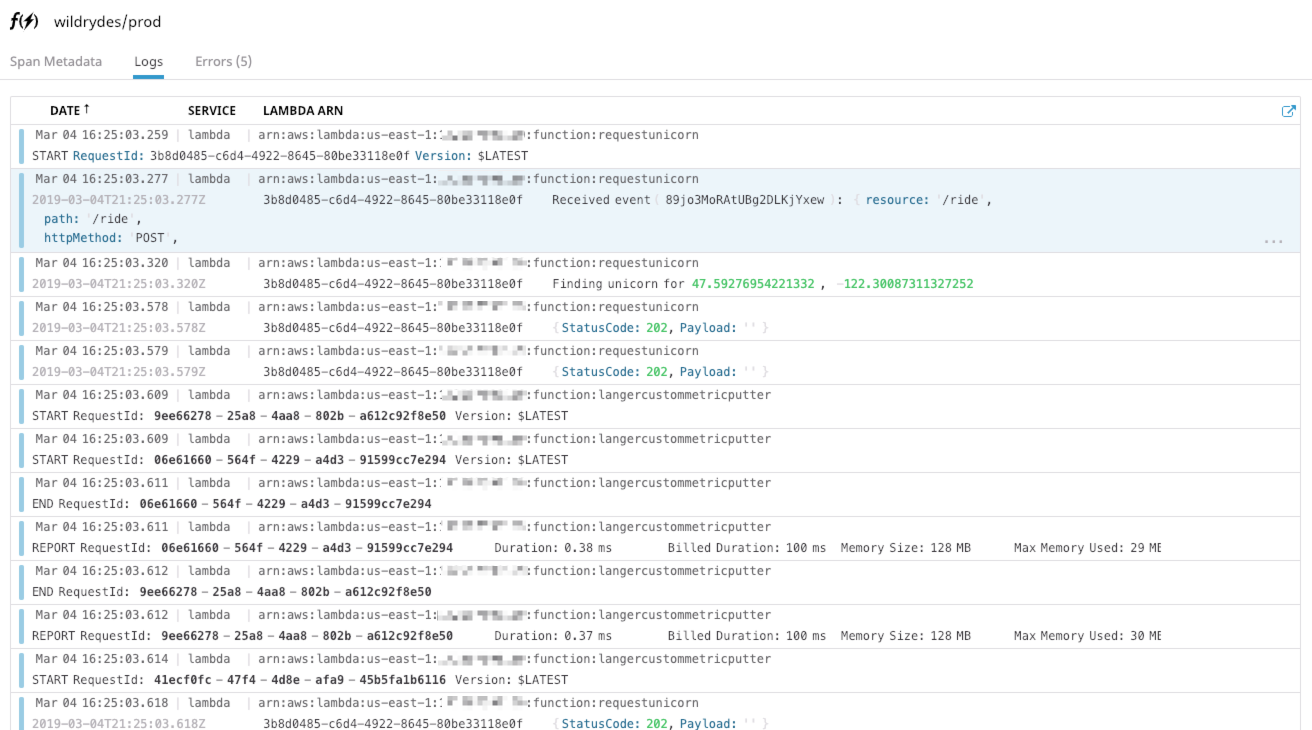 f(⚡) wildrydes/prod
Span Metadata Logs Errors (5)
DATE ↑ SERVICE LAMBDA ARN
Mar 04 16:25:03.259 | lambda | arn:aws:lambda:us-east-1: :function:requestunicorn
START RequestId: 3b8d0485-c6d4-4922-8645-80be33118e0f Version: $LATEST
Mar 04 16:25:03.277 | lambda | arn:aws:lambda:us-east-1: :function:requestunicorn
2019-03-04T21:25:03.277Z 3b8d0485-c6d4-4922-8645-80be33118e0f Received event ( 89jo3MoRAtUBg2DLKjYxew ): { resource: '/ride',
path: '/ride',
httpMethod: 'POST',
...
Mar 04 16:25:03.320 | lambda | arn:aws:lambda:us-east-1: :function:requestunicorn
2019-03-04T21:25:03.320Z 3b8d0485-c6d4-4922-8645-80be33118e0f Finding unicorn for 47.59276954221332 , -122.30087311327252
Mar 04 16:25:03.578 | lambda | arn:aws:lambda:us-east-1: :function:requestunicorn
2019-03-04T21:25:03.578Z 3b8d0485-c6d4-4922-8645-80be33118e0f { StatusCode: 202, Payload: '' }
Mar 04 16:25:03.579 | lambda | arn:aws:lambda:us-east-1: :function:requestunicorn
2019-03-04T21:25:03.579Z 3b8d0485-c6d4-4922-8645-80be33118e0f { StatusCode: 202, Payload: '' }
Mar 04 16:25:03.609 | lambda | arn:aws:lambda:us-east-1: :function:langercustommetricputter
START RequestId: 9ee66278 – 25a8 – 4aa8 – 802b – a612c92f8e50 Version: $LATEST
Mar 04 16:25:03.609 | lambda | arn:aws:lambda:us-east-1: :function:langercustommetricputter
START RequestId: 06e61660 – 564f – 4229 – a4d3 – 91599cc7e294 Version: $LATEST
Mar 04 16:25:03.611 | lambda | arn:aws:lambda:us-east-1: :function:langercustommetricputter
END RequestId: 06e61660 – 564f – 4229 – a4d3 – 91599cc7e294
Mar 04 16:25:03.611 | lambda | arn:aws:lambda:us-east-1: :function:langercustommetricputter
REPORT RequestId: 06e61660 – 564f – 4229 – a4d3 – 91599cc7e294 Duration: 0.38 ms Billed Duration: 100 ms Memory Size: 128 MB Max Memory Used: 29 MB
Mar 04 16:25:03.612 | lambda | arn:aws:lambda:us-east-1: :function:langercustommetricputter
END RequestId: 9ee66278 – 25a8 – 4aa8 – 802b – a612c92f8e50
Mar 04 16:25:03.612 | lambda | arn:aws:lambda:us-east-1: :function:langercustommetricputter
REPORT RequestId: 9ee66278 – 25a8 – 4aa8 – 802b – a612c92f8e50 Duration: 0.37 ms Billed Duration: 100 ms Memory Size: 128 MB Max Memory Used: 30 MB
Mar 04 16:25:03.614 | lambda | arn:aws:lambda:us-east-1: :function:langercustommetricputter
START RequestId: 41ecf0fc – 47f4 – 4d8e – afa9 – 45b5fa1b6116 Version: $LATEST
Mar 04 16:25:03.618 | lambda | arn:aws:lambda:us-east-1: :function:requestunicorn
2019-03-04T21:25:03.618Z 3b8d0485-c6d4-4922-8645-80be33118e0f { StatusCode: 202, Payload: '' }